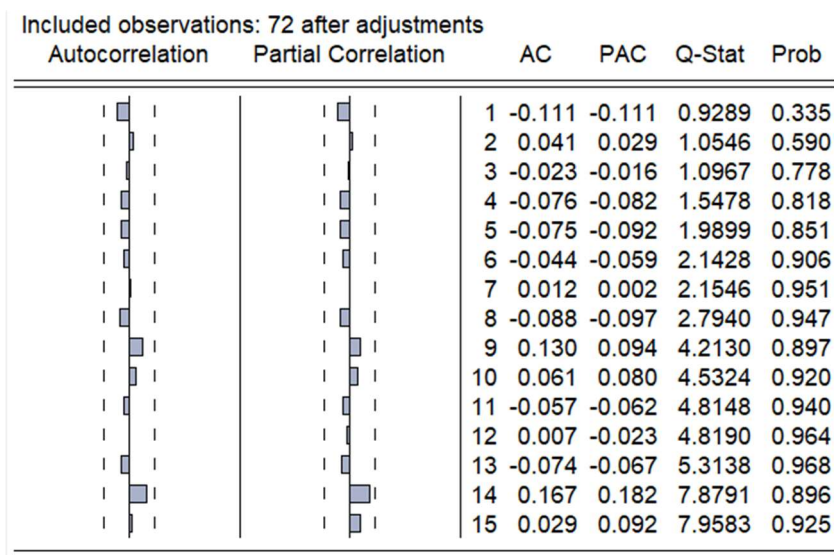 Included observations: 72 after adjustments
Autocorrelation Partial Correlation AC PAC Q-Stat Prob
1 -0.111 -0.111 0.9289 0.335
2 0.041 0.029 1.0546 0.590
3 -0.023 -0.016 1.0967 0.778
4 -0.076 -0.082 1.5478 0.818
5 -0.075 -0.092 1.9899 0.851
6 -0.044 -0.059 2.1428 0.906
7 0.012 0.002 2.1546 0.951
8 -0.088 -0.097 2.7940 0.947
9 0.130 0.094 4.2130 0.897
10 0.061 0.080 4.5324 0.920
11 -0.057 -0.062 4.8148 0.940
12 0.007 -0.023 4.8190 0.964
13 -0.074 -0.067 5.3138 0.968
14 0.167 0.182 7.8791 0.896
15 0.029 0.092 7.9583 0.925